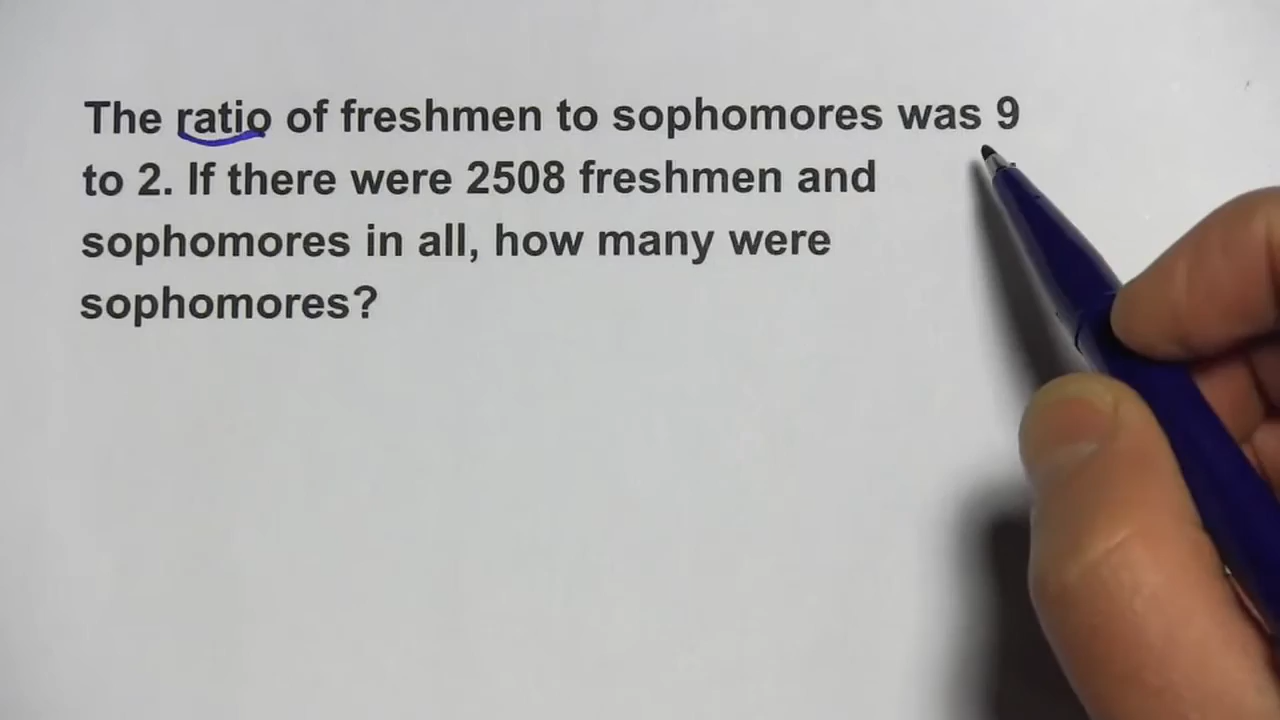 The ratio of freshmen to sophomores was 9
to 2. If there were 2508 freshmen and
sophomores in all, how many were
sophomores?